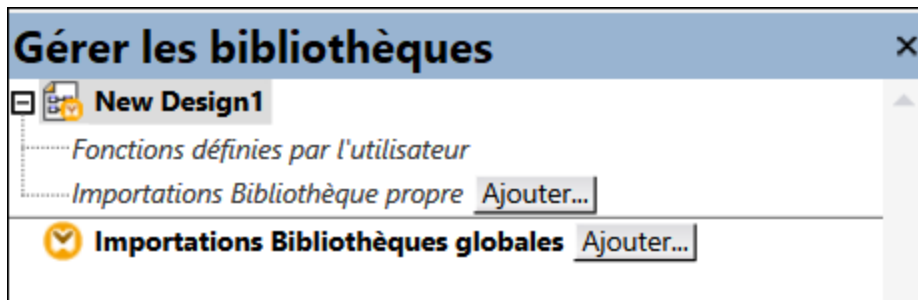 Gérer les bibliothèques
New Design1
Fonctions définies par l'utilisateur
Importations Bibliothèque propre Ajouter...
Importations Bibliothèques globales Ajouter...